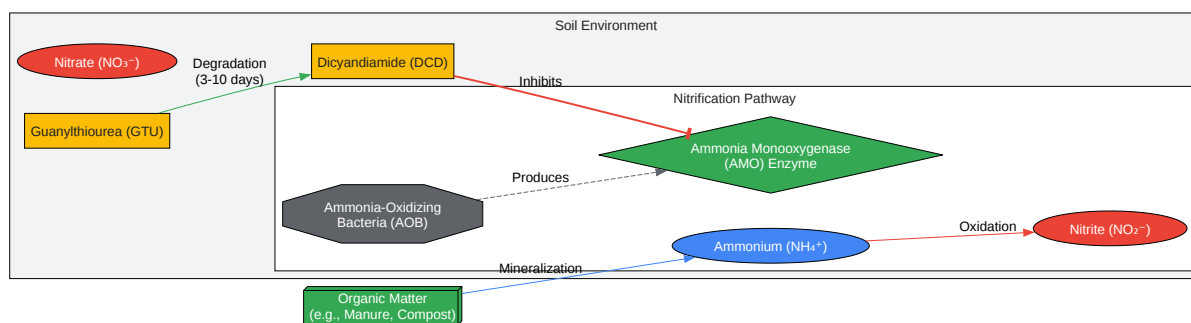 Soil Environment
Nitrate (NO₃⁻)
Degradation
(3-10 days)
Dicyandiamide (DCD)
Inhibits
Guanylthiourea (GTU)
Nitrification Pathway
Ammonia Monooxygenase
(AMO) Enzyme
Produces
Ammonia-Oxidizing
Bacteria (AOB)
Ammonium (NH₄⁺)
Oxidation
Nitrite (NO₂⁻)
Mineralization
Organic Matter
(e.g., Manure, Compost)